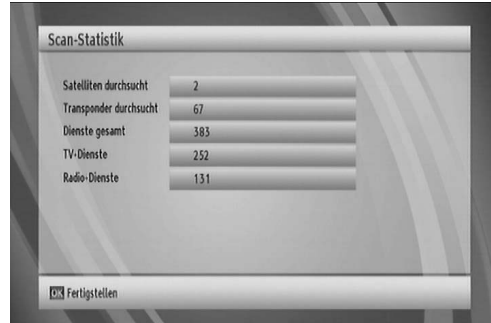 Scan-Statistik
Satelliten durchsucht 2
Transponder durchsucht 67
Dienste gesamt 383
TV-Dienste 252
Radio-Dienste 131
OK Fertigstellen